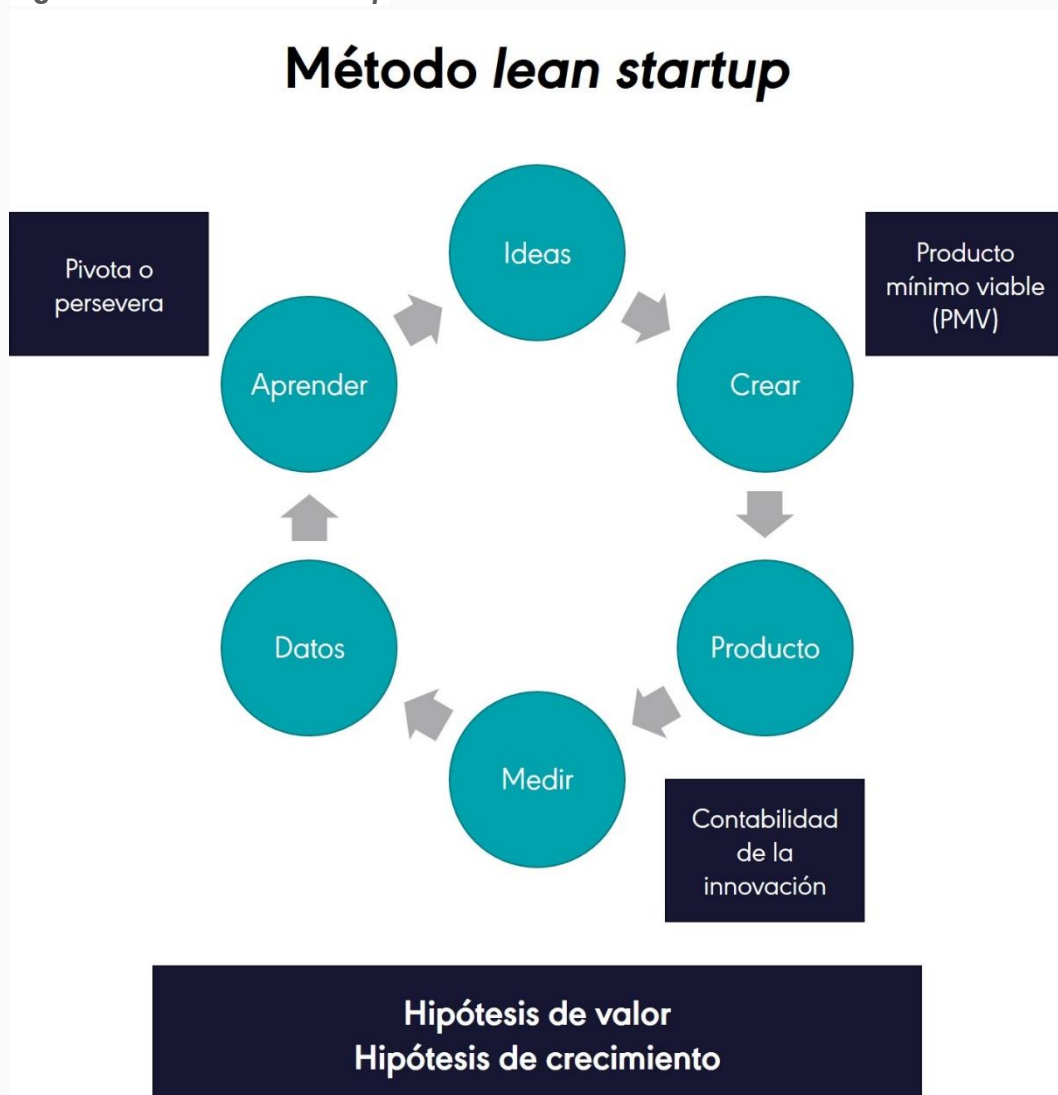 Método lean startup
Ideas
Pivota o
persevera
Producto
mínimo viable
(PMV)
Aprender
Crear
Datos
Producto
Medir
Contabilidad
de la
innovación
Hipótesis de valor
Hipótesis de crecimiento